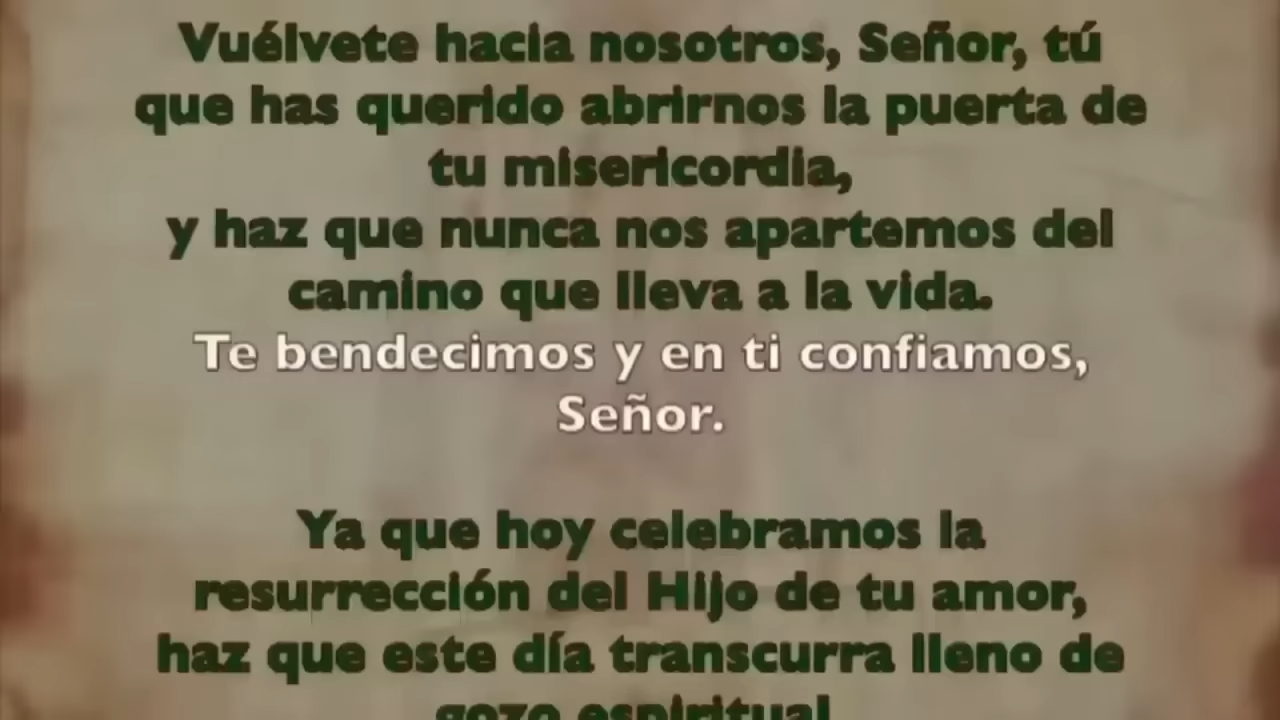 Vuélvete hacia nosotros, Señor, tú
que has querido abrirnos la puerta de
tu misericordia,
y haz que nunca nos apartemos del
camino que lleva a la vida.
Te bendecimos y en ti confiamos,
Señor.
Ya que hoy celebramos la
resurrección del Hijo de tu amor,
haz que este día transcurra lleno de
gozo espiritual